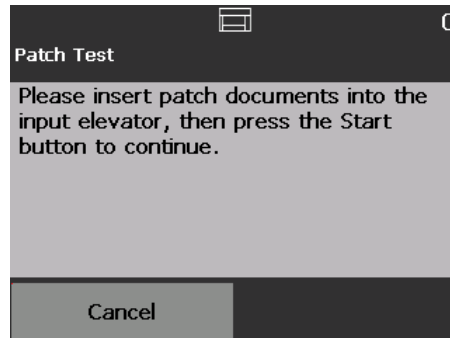 Patch Test
Please insert patch documents into the
input elevator, then press the Start
button to continue.
Cancel